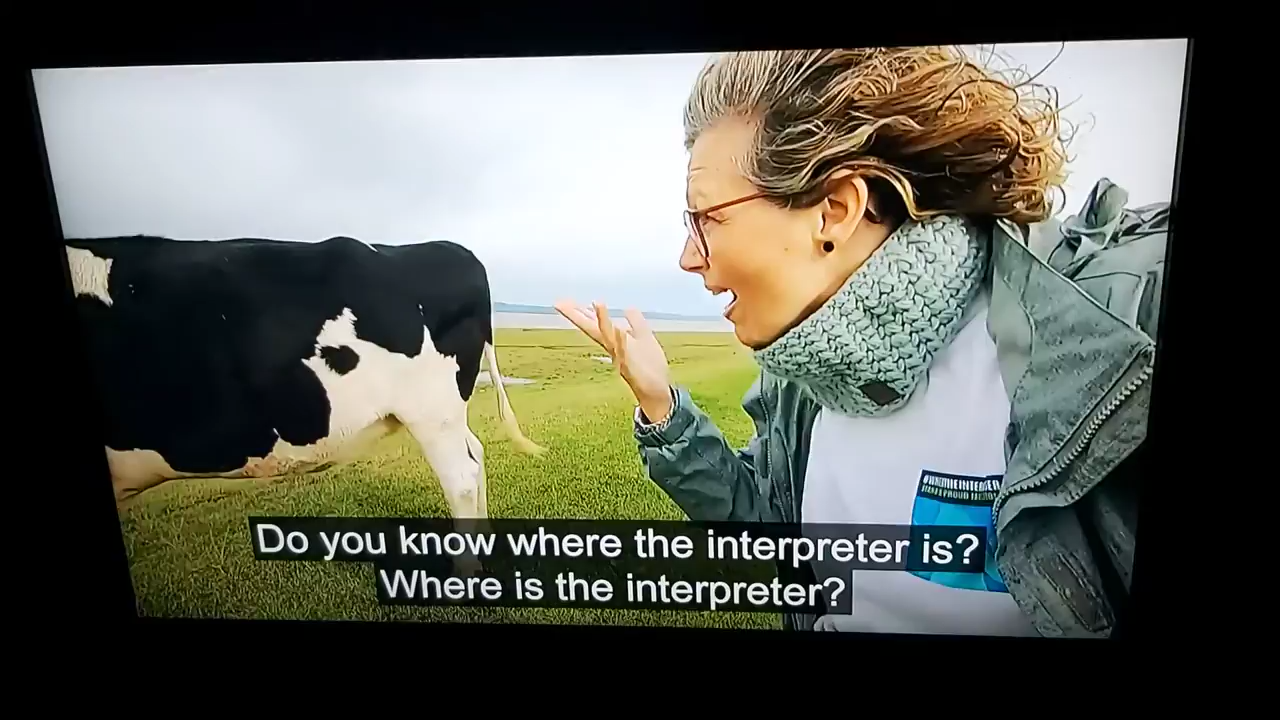 Do you know where the interpreter is?
Where is the interpreter?